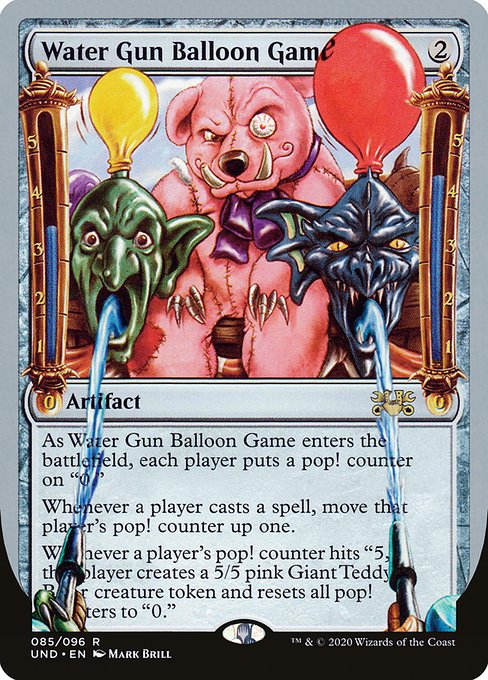 Water Gun Balloon Game
2
5
4
3
2
1
0
5
4
3
2
1
0
Artifact
As Water Gun Balloon Game enters the
battlefield, each player puts a pop! counter
on “0.”
Whenever a player casts a spell, move that
player’s pop! counter up one.
Whenever a player’s pop! counter hits “5,”
that player creates a 5/5 pink Giant Teddy
Bear creature token and resets all pop!
counters to “0.”
085/096 R
UND • EN Mark Brill
™ & © 2020 Wizards of the Coast